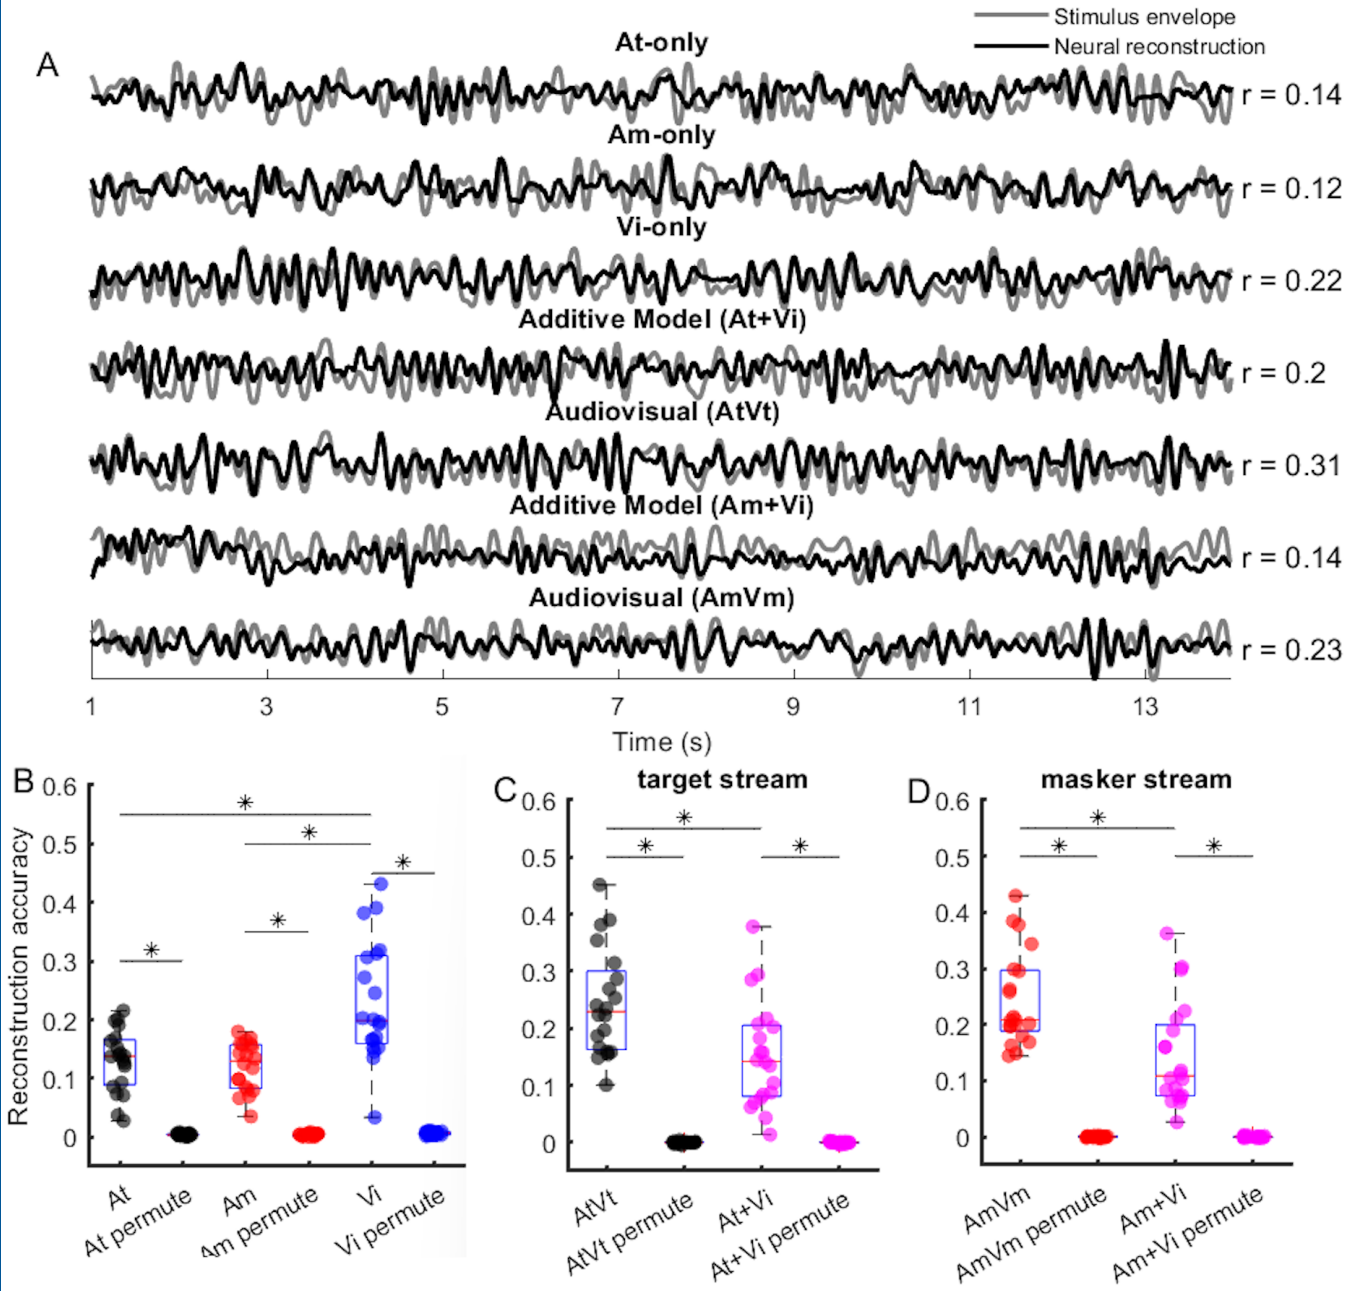 Stimulus envelope
Neural reconstruction
A
At-only
r = 0.14
Am-only
r = 0.12
Vi-only
r = 0.22
Additive Model (At+Vi)
r = 0.2
Audiovisual (AtVt)
r = 0.31
Additive Model (Am+Vi)
r = 0.14
Audiovisual (AmVm)
r = 0.23
1 3 5 7 9 11 13
Time (s)
B
Reconstruction accuracy
0.6
0.5
0.4
0.3
0.2
0.1
0
* * * * *
At
At permute
Am
Am permute
Vi
Vi permute
C
target stream
0.6
0.5
0.4
0.3
0.2
0.1
0
* * *
AtVt
AtVt permute
At+Vi
At+Vi permute
D
masker stream
0.6
0.5
0.4
0.3
0.2
0.1
0
* * *
AmVm
AmVm permute
Am+Vi
Am+Vi permute